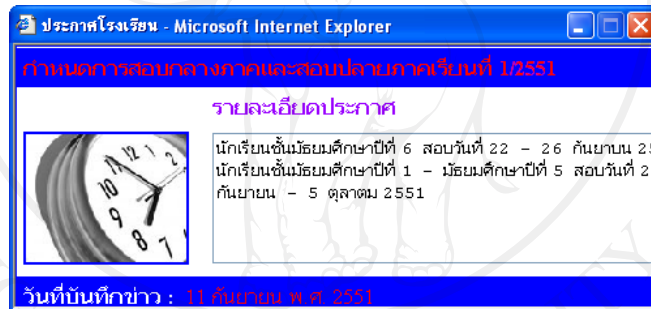 ประกาศโรงเรียน - Microsoft Internet Explorer
กำหนดการสอบกลางภาคและสอบปลายภาคเรียนที่ 1/2551
รายละเอียดประกาศ
นักเรียนชั้นมัธยมศึกษาปีที่ 6 สอบวันที่ 22 - 26 กันยาบน
นักเรียนชั้นมัธยมศึกษาปีที่ 1 - มัธยมศึกษาปีที่ 5 สอบวันที่
กันยายน - 5 ตุลาตม 2551
วันที่บันทึกข่าว : 11 กันยายน พ.ศ. 2551